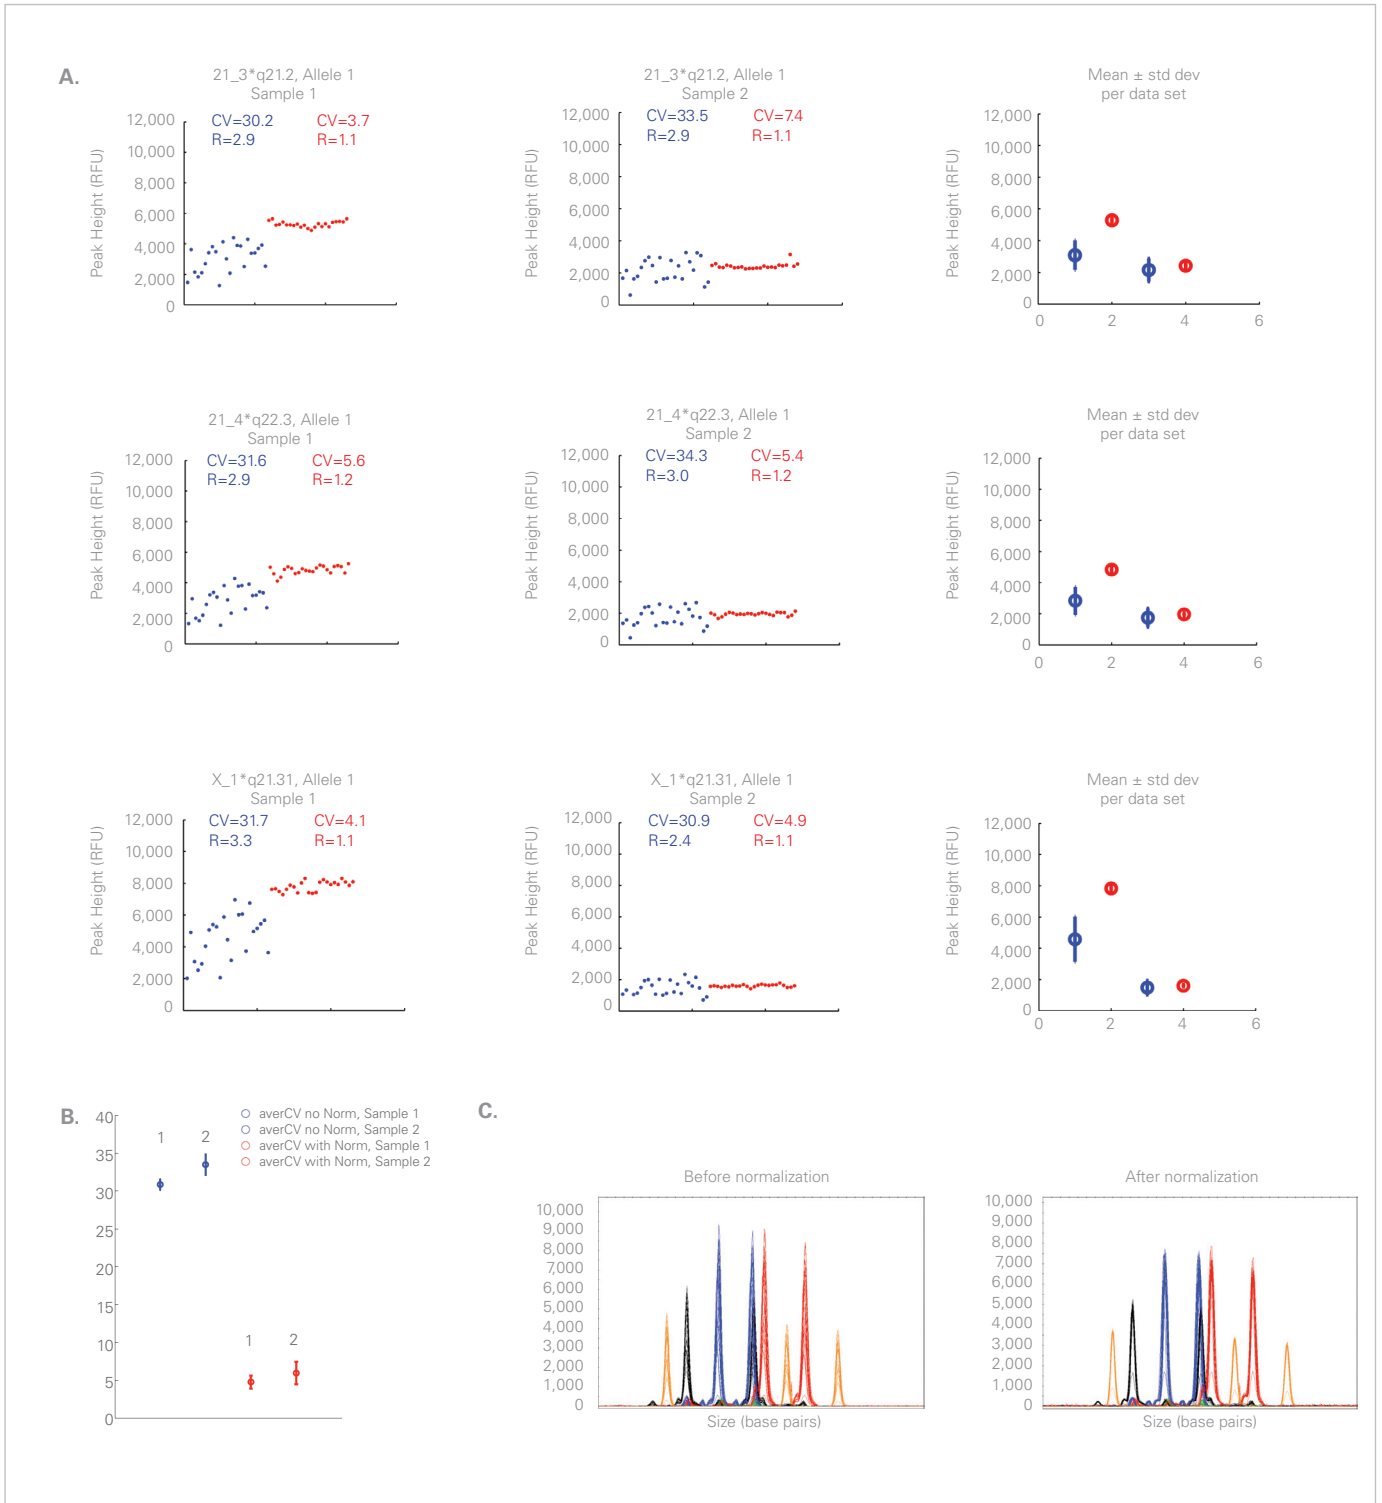 A.
21_3*q21.2, Allele 1
Sample 1
CV=30.2 CV=3.7
R=2.9 R=1.1
12,000
10,000
8,000
6,000
4,000
2,000
0
Peak Height (RFU)
21_3*q21.2, Allele 1
Sample 2
CV=33.5 CV=7.4
R=2.9 R=1.1
12,000
10,000
8,000
6,000
4,000
2,000
0
Peak Height (RFU)
Mean ± std dev
per data set
12,000
10,000
8,000
6,000
4,000
2,000
0
Peak Height (RFU)
0 2 4 6
21_4*q22.3, Allele 1
Sample 1
CV=31.6 CV=5.6
R=2.9 R=1.2
12,000
10,000
8,000
6,000
4,000
2,000
0
Peak Height (RFU)
21_4*q22.3, Allele 1
Sample 2
CV=34.3 CV=5.4
R=3.0 R=1.2
12,000
10,000
8,000
6,000
4,000
2,000
0
Peak Height (RFU)
Mean ± std dev
per data set
12,000
10,000
8,000
6,000
4,000
2,000
0
Peak Height (RFU)
0 2 4 6
X_1*q21.31, Allele 1
Sample 1
CV=31.7 CV=4.1
R=3.3 R=1.1
12,000
10,000
8,000
6,000
4,000
2,000
0
Peak Height (RFU)
X_1*q21.31, Allele 1
Sample 2
CV=30.9 CV=4.9
R=2.4 R=1.1
12,000
10,000
8,000
6,000
4,000
2,000
0
Peak Height (RFU)
Mean ± std dev
per data set
12,000
10,000
8,000
6,000
4,000
2,000
0
Peak Height (RFU)
0 2 4 6
B.
40
35
30
25
20
15
10
5
0
1 2
1 2
averCV no Norm, Sample 1
averCV no Norm, Sample 2
averCV with Norm, Sample 1
averCV with Norm, Sample 2
C.
Before normalization
10,000
9,000
8,000
7,000
6,000
5,000
4,000
3,000
2,000
1,000
0
Size (base pairs)
After normalization
10,000
9,000
8,000
7,000
6,000
5,000
4,000
3,000
2,000
1,000
0
Size (base pairs)